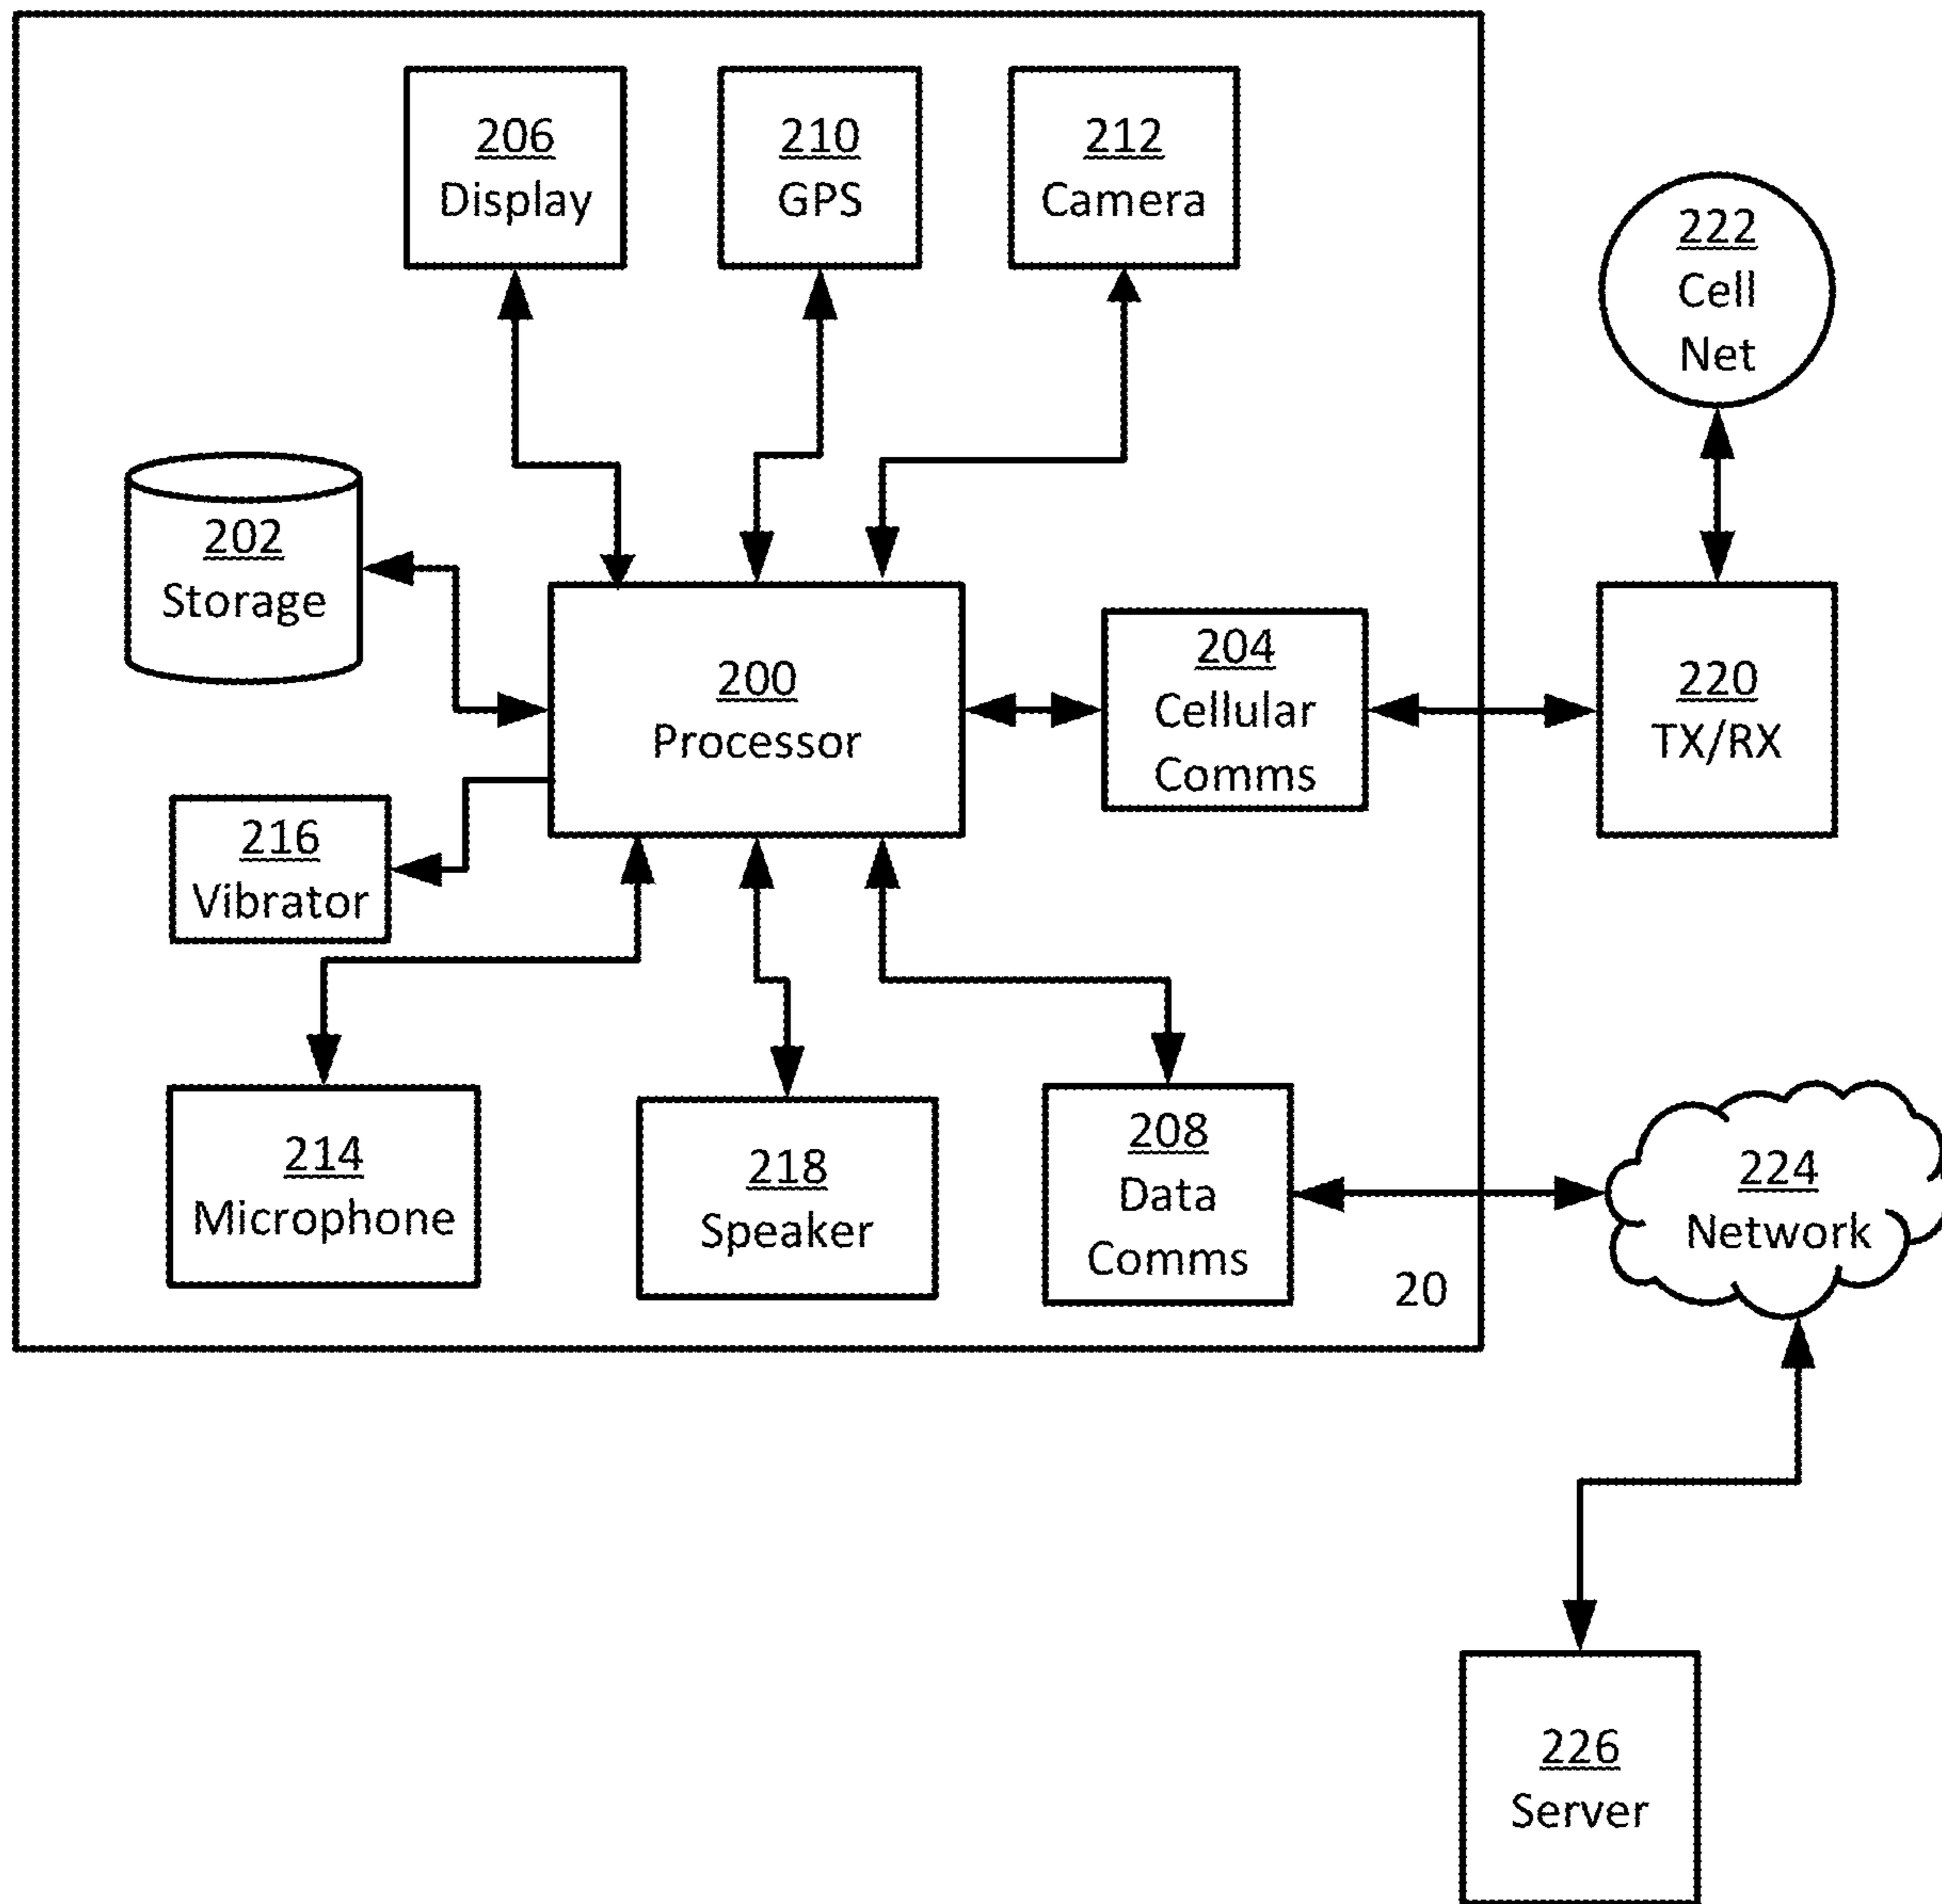 206
Display
210
GPS
212
Camera
222
Cell
Net
202
Storage
200
Processor
204
Cellular
Comms
220
TX/RX
216
Vibrator
214
Microphone
218
Speaker
208
Data
Comms
224
Network
20
226
Server